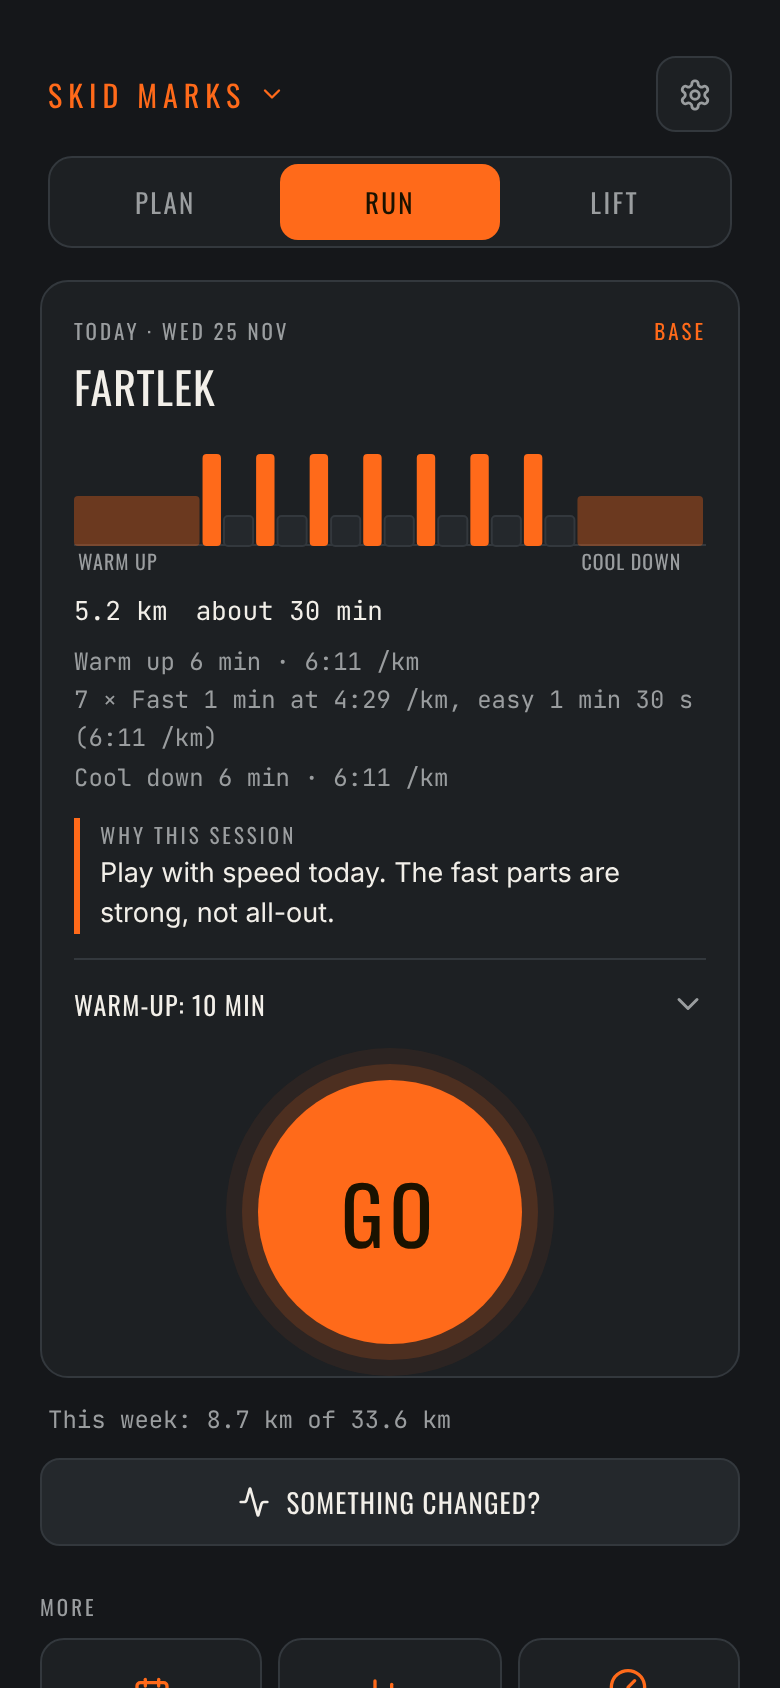 SKID MARKS
PLAN
RUN
LIFT
TODAY · WED 25 NOV
BASE
FARTLEK
WARM UP
COOL DOWN
5.2 km about 30 min
Warm up 6 min · 6:11 /km
7 × Fast 1 min at 4:29 /km, easy 1 min 30 s
(6:11 /km)
Cool down 6 min · 6:11 /km
WHY THIS SESSION
Play with speed today. The fast parts are
strong, not all-out.
WARM-UP: 10 MIN
GO
This week: 8.7 km of 33.6 km
SOMETHING CHANGED?
MORE